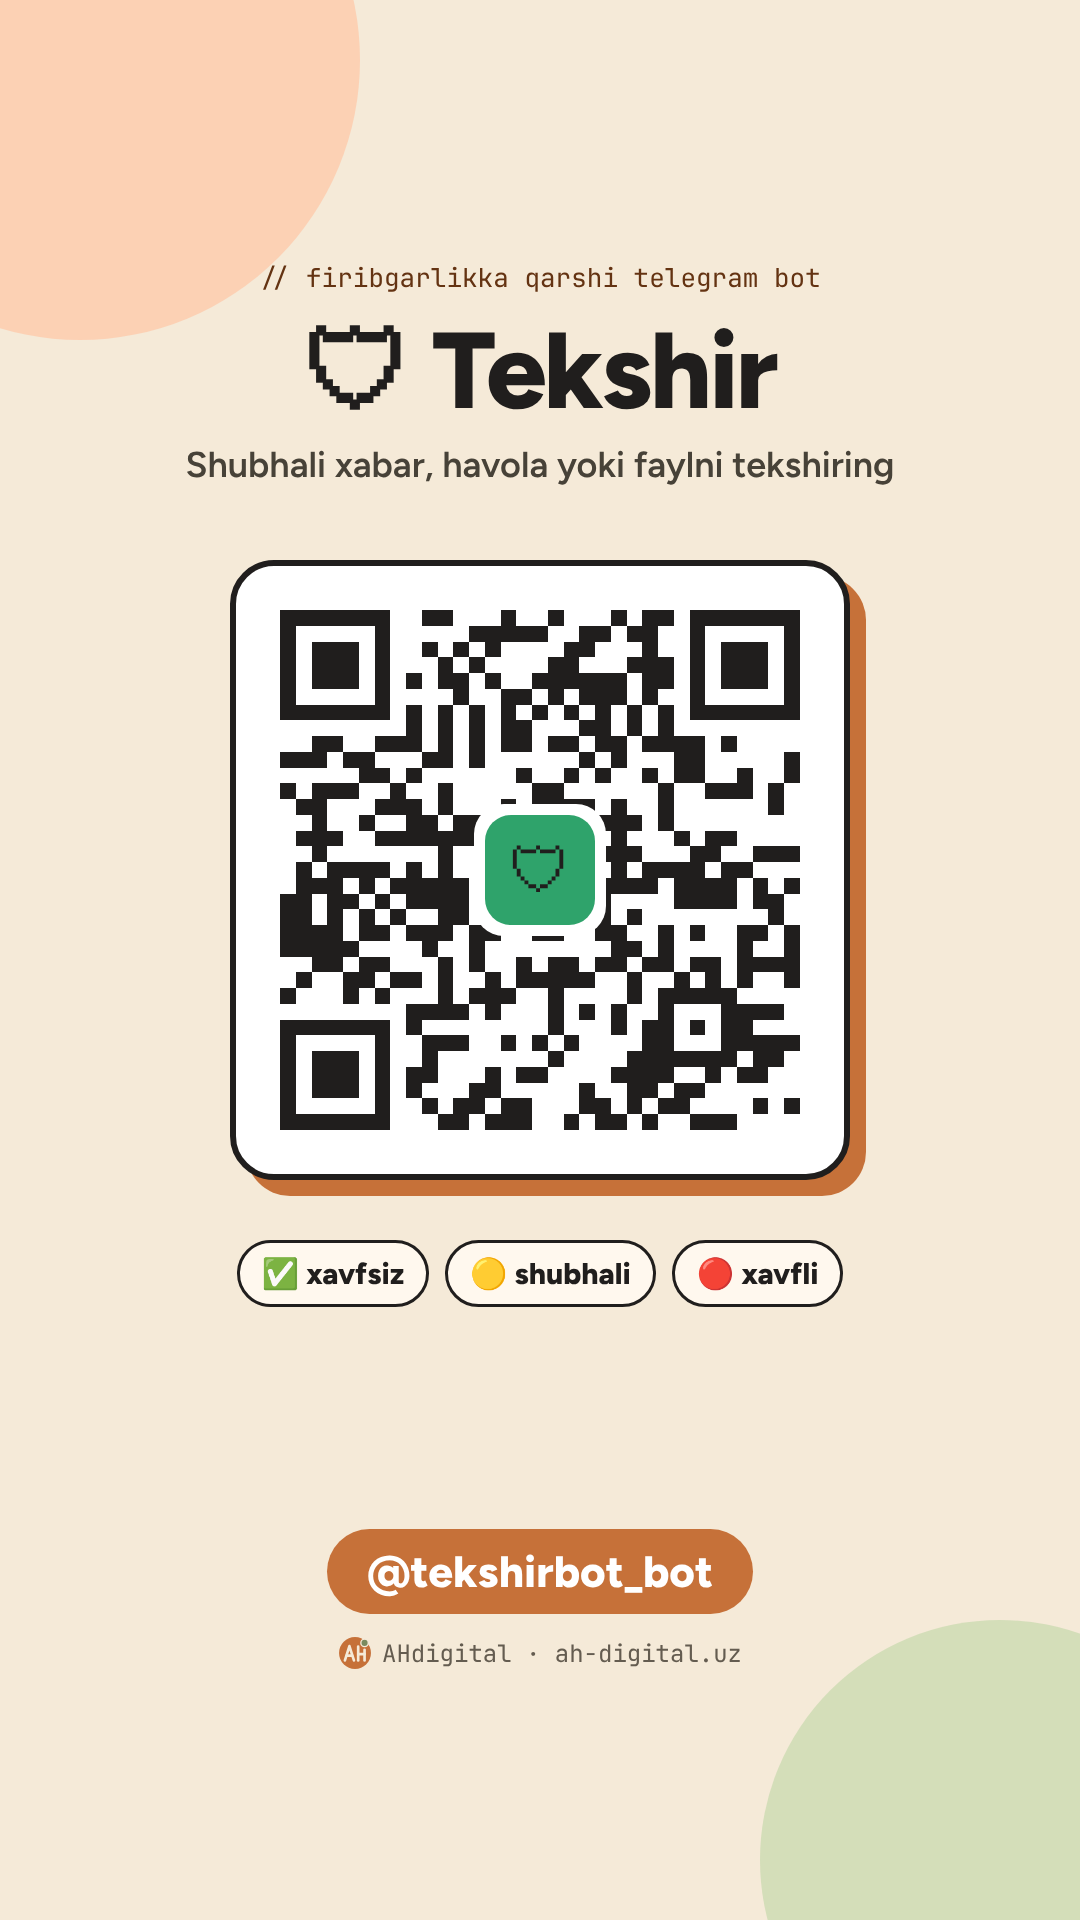 // firibgarlikka qarshi telegram bot
Tekshir
Shubhali xabar, havola yoki faylni tekshiring
✅ xavfsiz 🟡 shubhali 🔴 xavfli
@tekshirbot_bot
AH AHdigital · ah-digital.uz